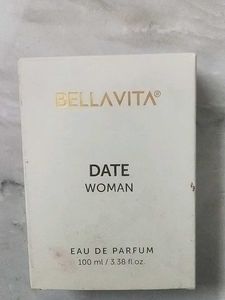 BELLAVITA®
DATE
WOMAN
EAU DE PARFUM
100 ml / 3.38 fl.oz.